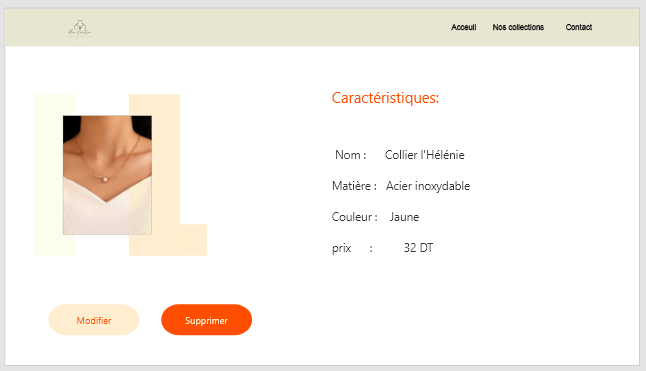 Acceuil Nos collections Contact
Caractéristiques:
Nom : Collier l'Hélénie
Matière : Acier inoxydable
Couleur : Jaune
prix : 32 DT
Modifier Supprimer